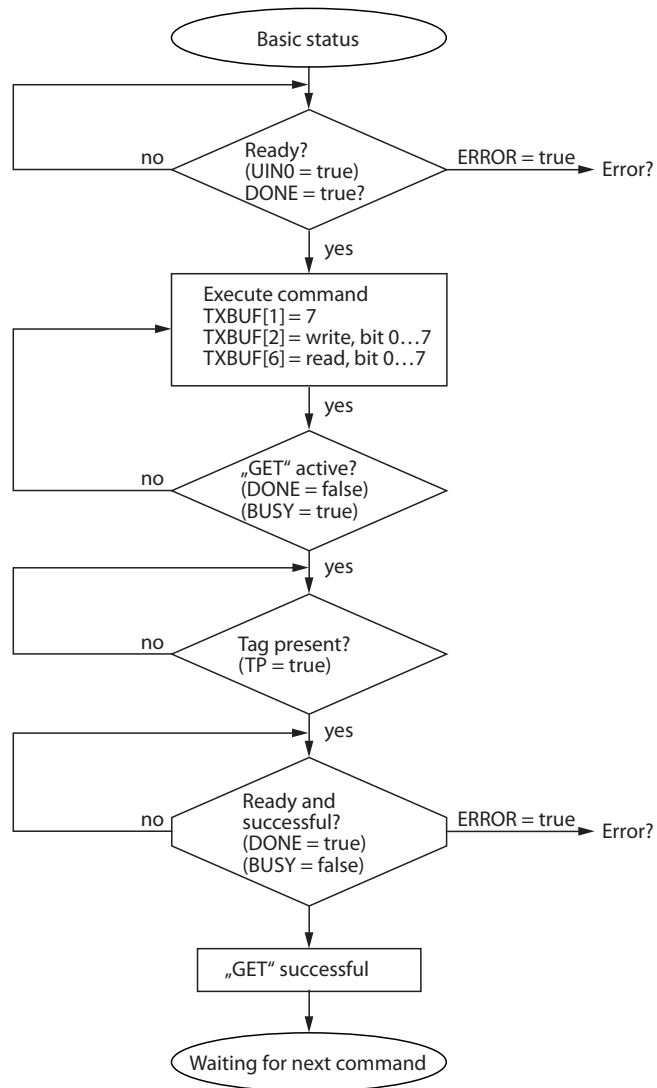 Basic status
Ready?
(UIN0 = true)
DONE = true?
no
ERROR = true
Error?
yes
Execute command
TXBUF[1] = 7
TXBUF[2] = write, bit 0…7
TXBUF[6] = read, bit 0…7
yes
„GET“ active?
(DONE = false)
(BUSY = true)
no
yes
Tag present?
(TP = true)
no
yes
Ready and
successful?
(DONE = true)
(BUSY = false)
no
ERROR = true
Error?
„GET“ successful
Waiting for next command